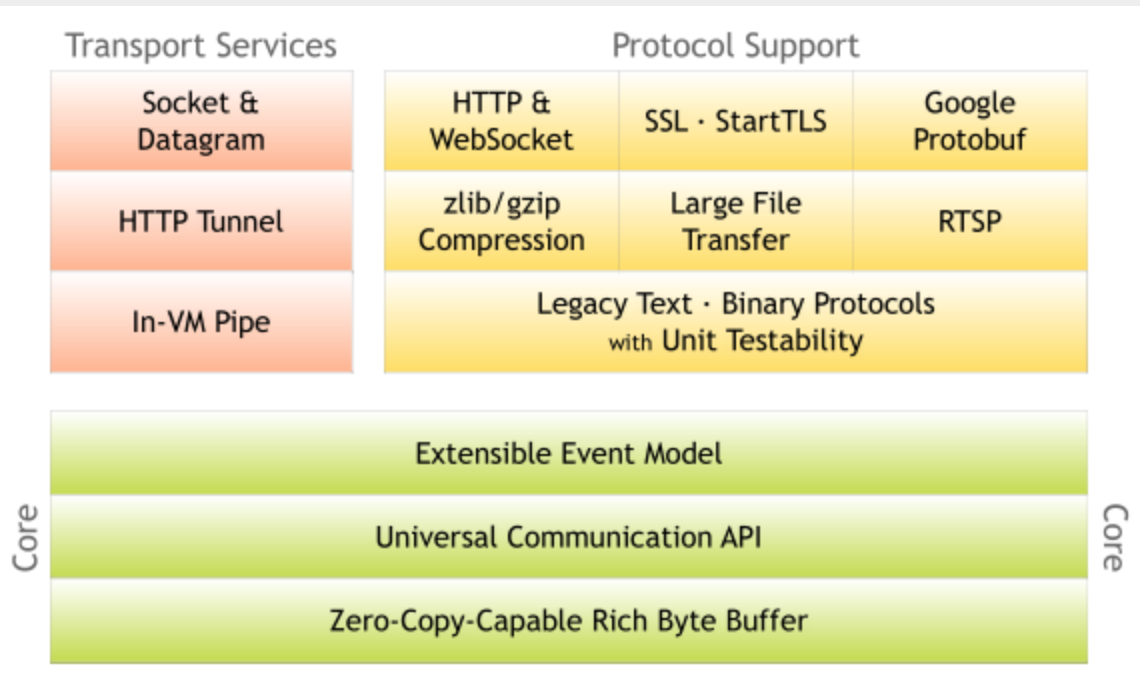 Transport Services
Socket &
Datagram
HTTP Tunnel
In-VM Pipe
Protocol Support
HTTP &
WebSocket
SSL · StartTLS
Google
Protobuf
zlib/gzip
Compression
Large File
Transfer
RTSP
Legacy Text · Binary Protocols
with Unit Testability
Core
Extensible Event Model
Universal Communication API
Zero-Copy-Capable Rich Byte Buffer
Core